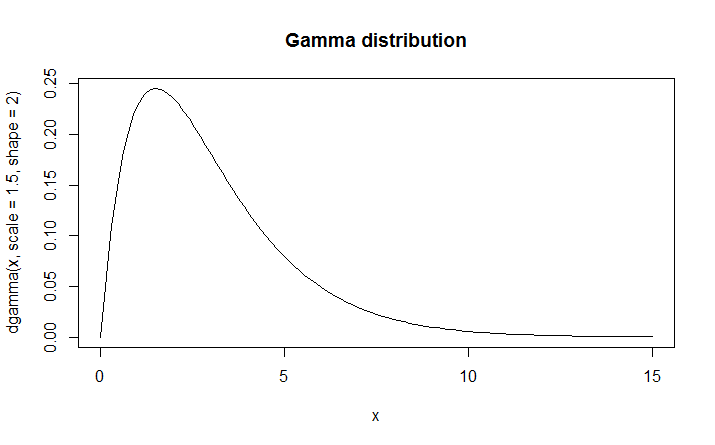 Gamma distribution
dgamma(x, scale = 1.5, shape = 2)
0.25
0.20
0.15
0.10
0.05
0.00
0 5 10 15
x